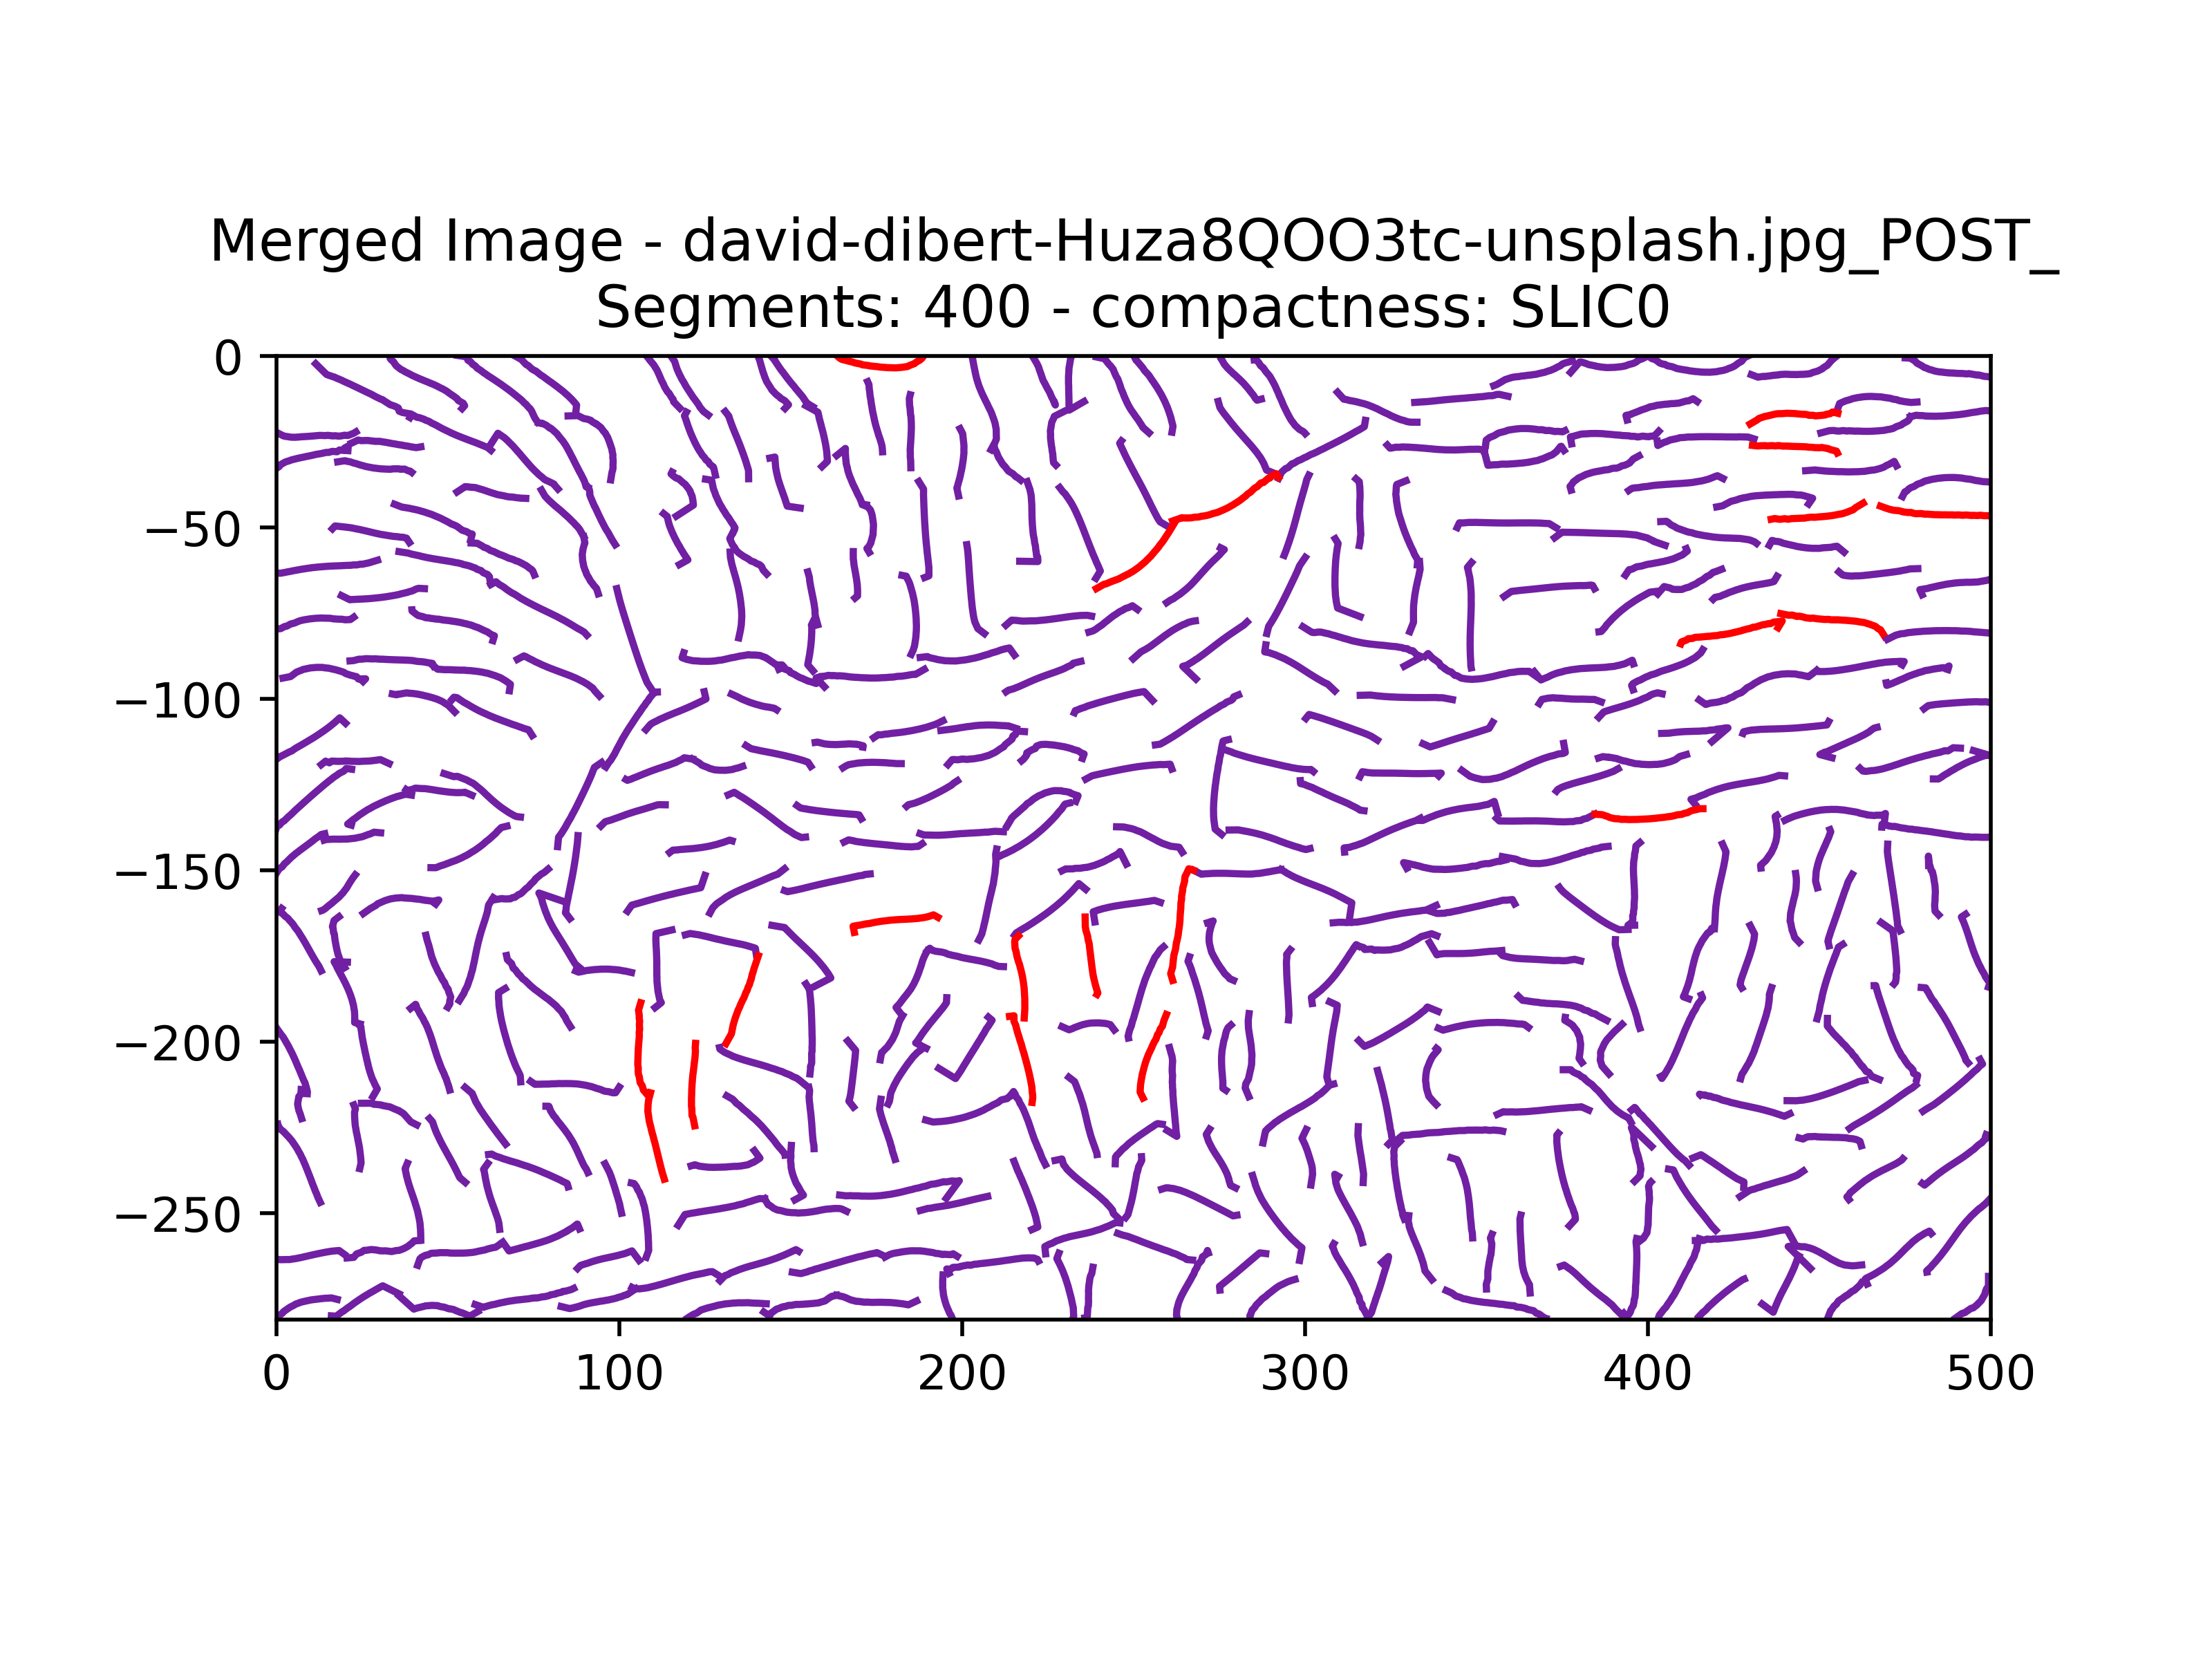 Merged Image - david-dibert-Huza8QOO3tc-unsplash.jpg_POST_
Segments: 400 - compactness: SLIC0
0
−50
−100
−150
−200
−250
0 100 200 300 400 500